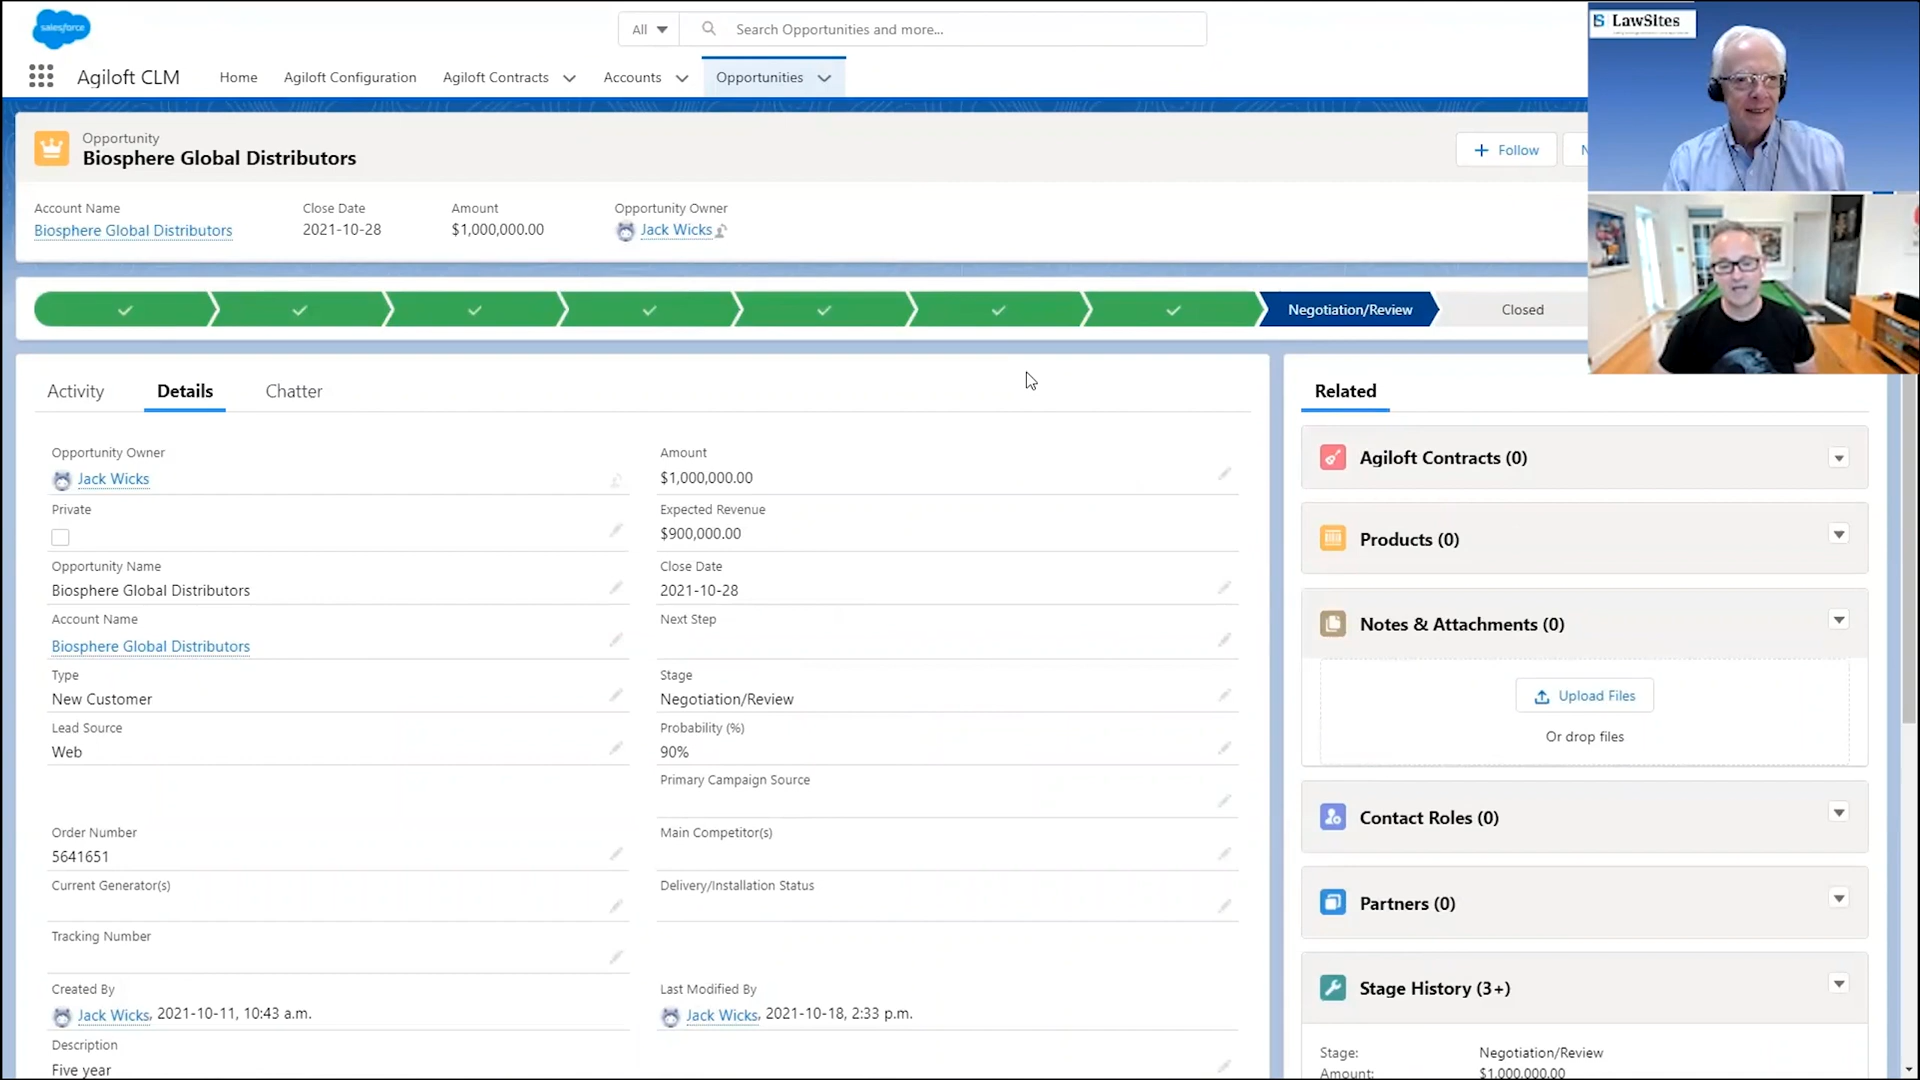 salesforce
All
Search Opportunities and more...
LawSites
Agiloft CLM
Home
Agiloft Configuration
Agiloft Contracts
Accounts
Opportunities
Opportunity
Biosphere Global Distributors
Follow
N
Account Name
Close Date
Amount
Opportunity Owner
Biosphere Global Distributors
2021-10-28
$1,000,000.00
Jack Wicks
Negotiation/Review
Closed
Activity
Details
Chatter
Opportunity Owner
Jack Wicks
Private
Opportunity Name
Biosphere Global Distributors
Account Name
Biosphere Global Distributors
Type
New Customer
Lead Source
Web
Order Number
5641651
Current Generator(s)
Tracking Number
Created By
Jack Wicks, 2021-10-11, 10:43 a.m.
Description
Five year
Amount
$1,000,000.00
Expected Revenue
$900,000.00
Close Date
2021-10-28
Next Step
Stage
Negotiation/Review
Probability (%)
90%
Primary Campaign Source
Main Competitor(s)
Delivery/Installation Status
Last Modified By
Jack Wicks, 2021-10-18, 2:33 p.m.
Related
Agiloft Contracts (0)
Products (0)
Notes & Attachments (0)
Upload Files
Or drop files
Contact Roles (0)
Partners (0)
Stage History (3+)
Stage: Negotiation/Review
Amount: $1,000,000.00